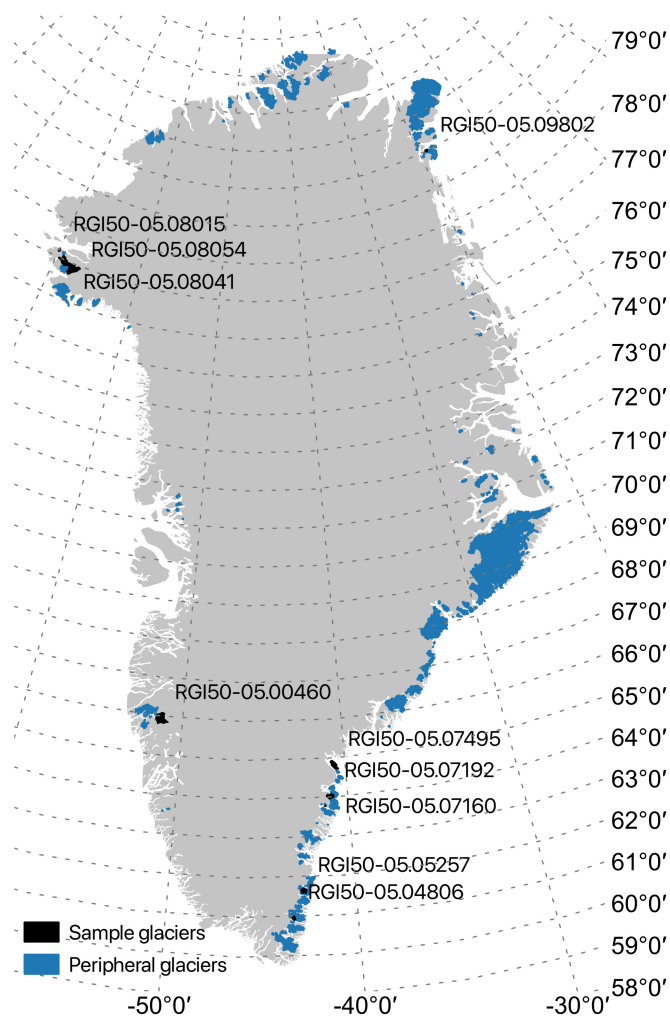 79°0′
78°0′
RGI50-05.09802
77°0′
76°0′
RGI50-05.08015
RGI50-05.08054
75°0′
RGI50-05.08041
74°0′
73°0′
72°0′
71°0′
70°0′
69°0′
68°0′
67°0′
66°0′
RGI50-05.00460
65°0′
64°0′
RGI50-05.07495
RGI50-05.07192
63°0′
RGI50-05.07160
62°0′
61°0′
RGI50-05.05257
RGI50-05.04806
60°0′
Sample glaciers
59°0′
Peripheral glaciers
58°0′
-50°0′ -40°0′ -30°0′